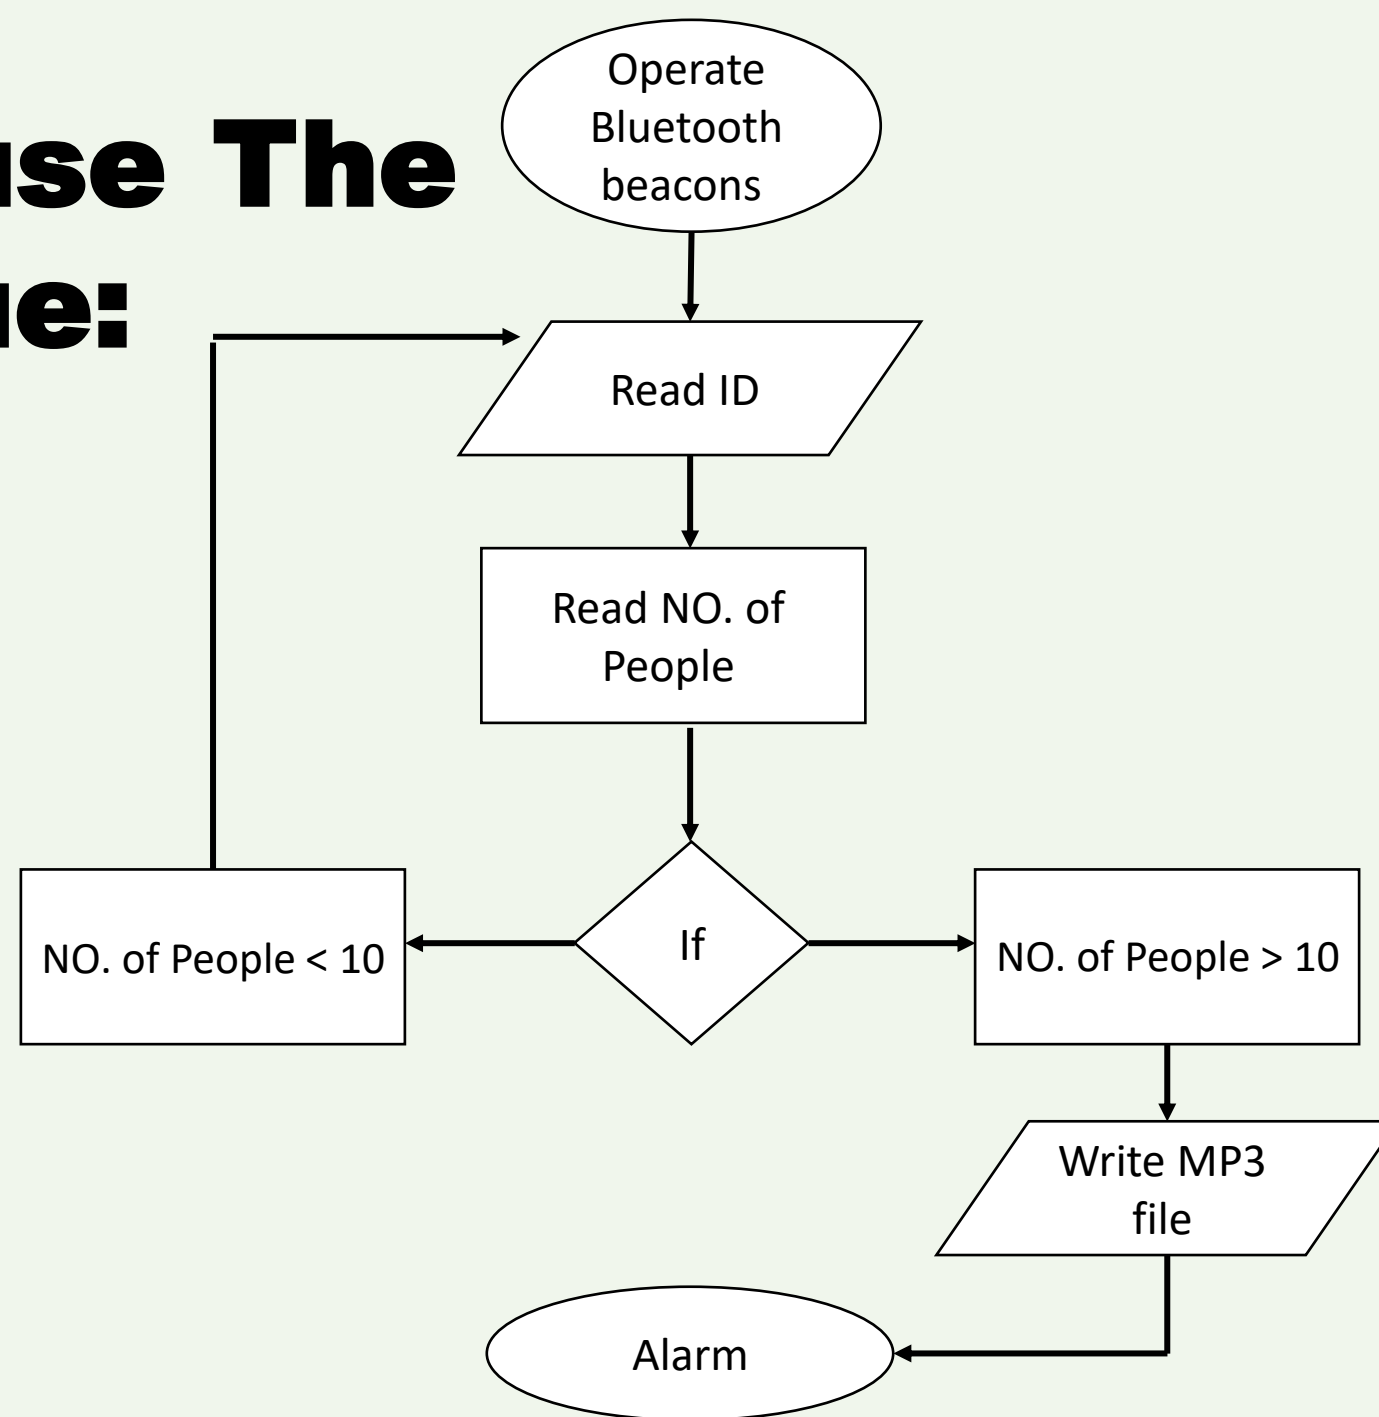 The
Operate
Bluetooth
beacons
Read ID
Read NO. of
People
If
NO. of People < 10
NO. of People > 10
Write MP3
file
Alarm